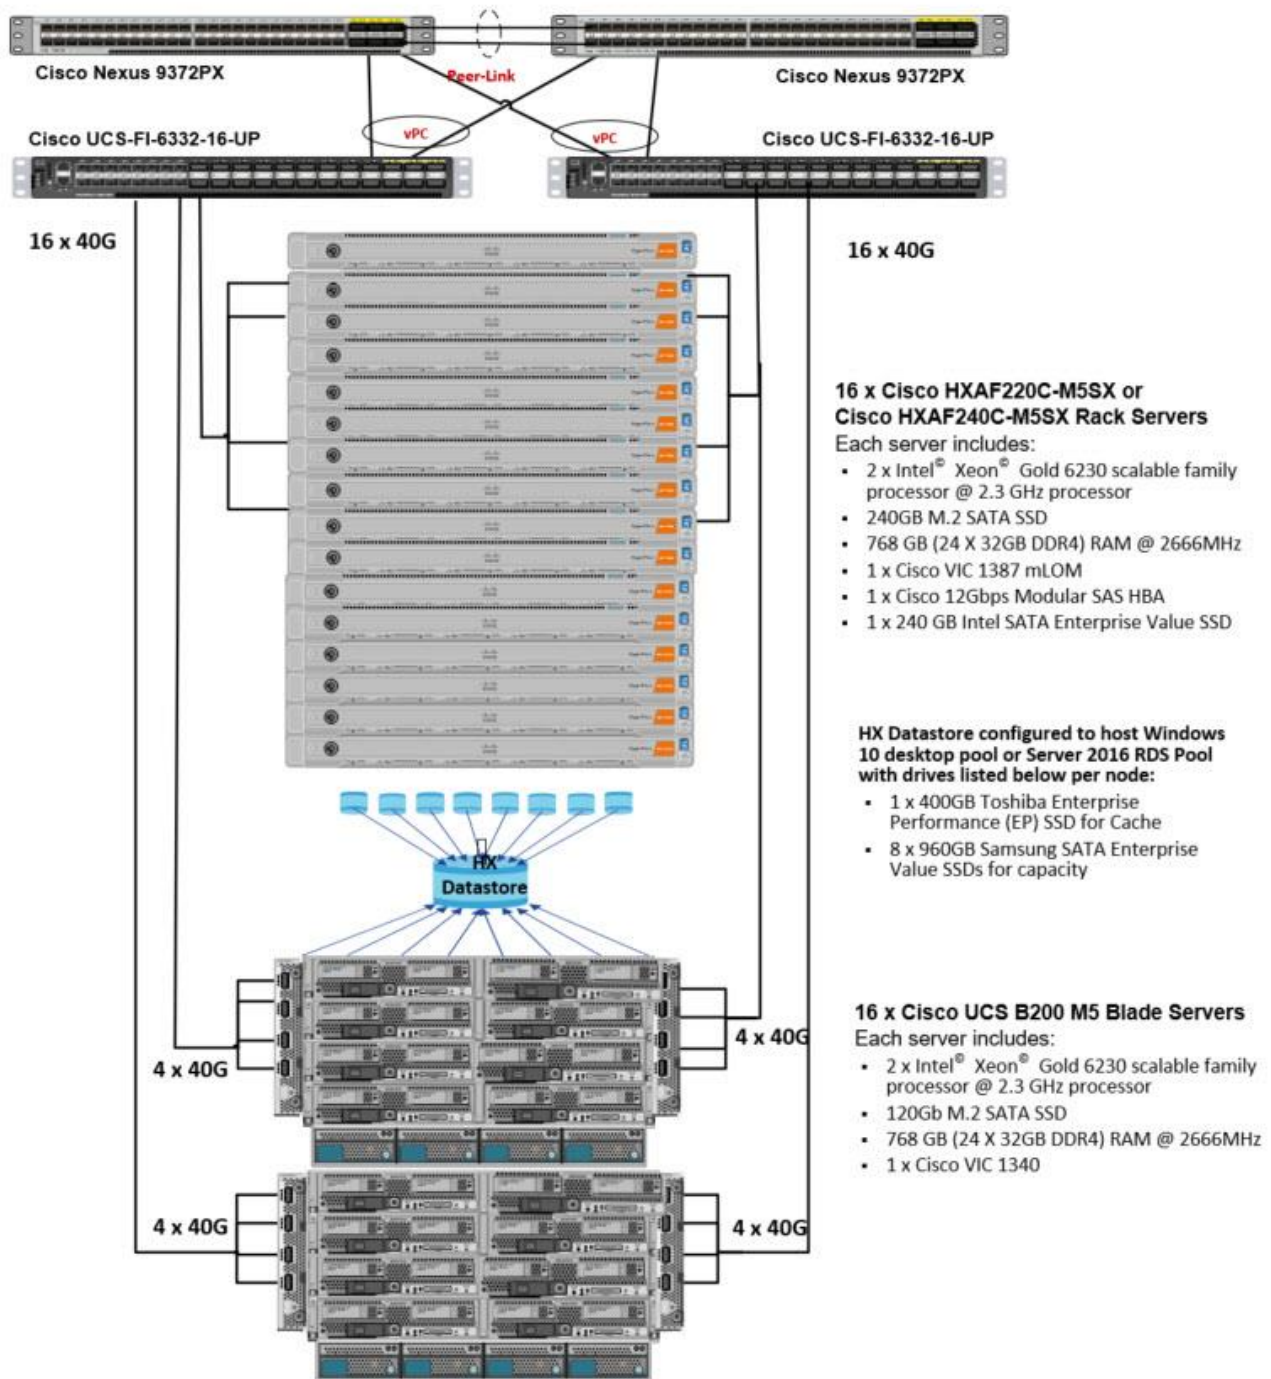 Cisco Nexus 9372PX
Peer-Link
Cisco Nexus 9372PX
Cisco UCS-FI-6332-16-UP
vPC
vPC
Cisco UCS-FI-6332-16-UP
16 x 40G
16 x 40G
16 x Cisco HXAF220C-M5SX or
Cisco HXAF240C-M5SX Rack Servers
Each server includes:
▪ 2 x Intel© Xeon© Gold 6230 scalable family
processor @ 2.3 GHz processor
▪ 240GB M.2 SATA SSD
▪ 768 GB (24 X 32GB DDR4) RAM @ 2666MHz
▪ 1 x Cisco VIC 1387 mLOM
▪ 1 x Cisco 12Gbps Modular SAS HBA
▪ 1 x 240 GB Intel SATA Enterprise Value SSD
HX Datastore configured to host Windows
10 desktop pool or Server 2016 RDS Pool
with drives listed below per node:
▪ 1 x 400GB Toshiba Enterprise
Performance (EP) SSD for Cache
▪ 8 x 960GB Samsung SATA Enterprise
Value SSDs for capacity
HX
Datastore
16 x Cisco UCS B200 M5 Blade Servers
Each server includes:
▪ 2 x Intel© Xeon© Gold 6230 scalable family
processor @ 2.3 GHz processor
▪ 120Gb M.2 SATA SSD
▪ 768 GB (24 X 32GB DDR4) RAM @ 2666MHz
▪ 1 x Cisco VIC 1340
4 x 40G
4 x 40G
4 x 40G
4 x 40G